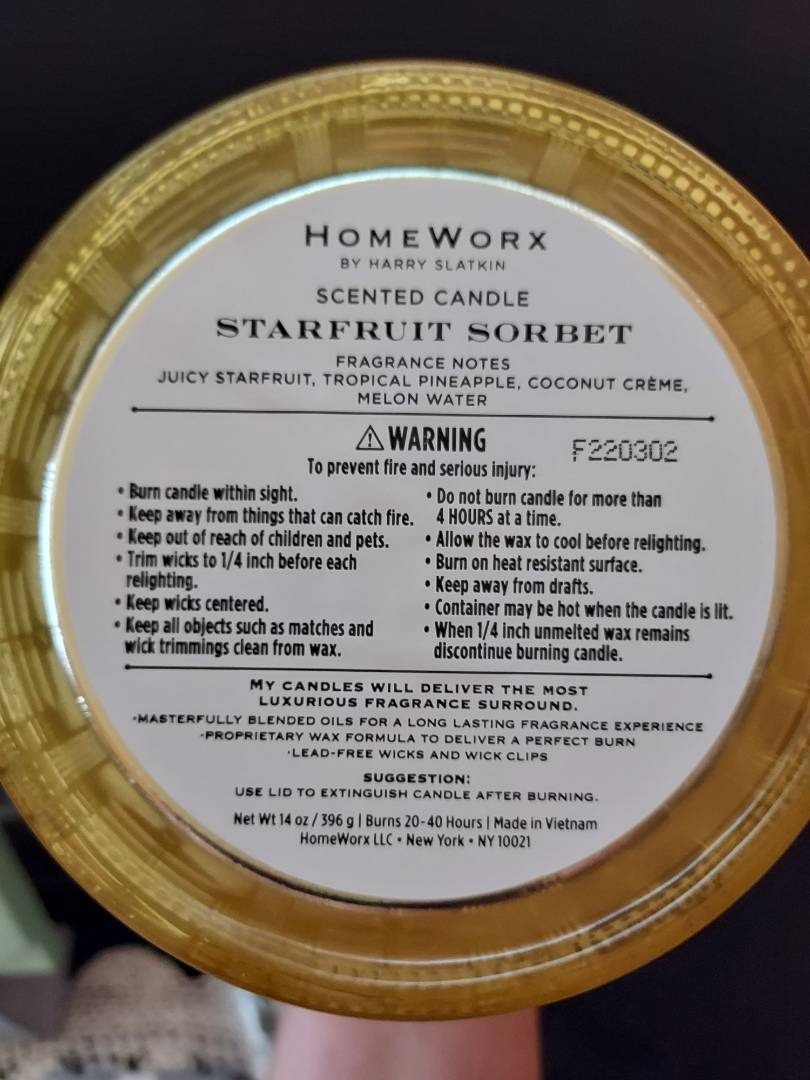 HOMEWORX
BY HARRY SLATKIN
SCENTED CANDLE
STARFRUIT SORBET
FRAGRANCE NOTES
JUICY STARFRUIT, TROPICAL PINEAPPLE, COCONUT CRÈME,
MELON WATER
⚠ WARNING
F220302
To prevent fire and serious injury:
• Burn candle within sight.
• Keep away from things that can catch fire.
• Keep out of reach of children and pets.
• Trim wicks to 1/4 inch before each
relighting.
• Keep wicks centered.
• Keep all objects such as matches and
wick trimmings clean from wax.
• Do not burn candle for more than
4 HOURS at a time.
• Allow the wax to cool before relighting.
• Burn on heat resistant surface.
• Keep away from drafts.
• Container may be hot when the candle is lit.
• When 1/4 inch unmelted wax remains
discontinue burning candle.
MY CANDLES WILL DELIVER THE MOST
LUXURIOUS FRAGRANCE SURROUND.
•MASTERFULLY BLENDED OILS FOR A LONG LASTING FRAGRANCE EXPERIENCE
•PROPRIETARY WAX FORMULA TO DELIVER A PERFECT BURN
•LEAD-FREE WICKS AND WICK CLIPS
SUGGESTION:
USE LID TO EXTINGUISH CANDLE AFTER BURNING.
Net Wt 14 oz / 396 g | Burns 20-40 Hours | Made in Vietnam
HomeWorx LLC • New York • NY 10021